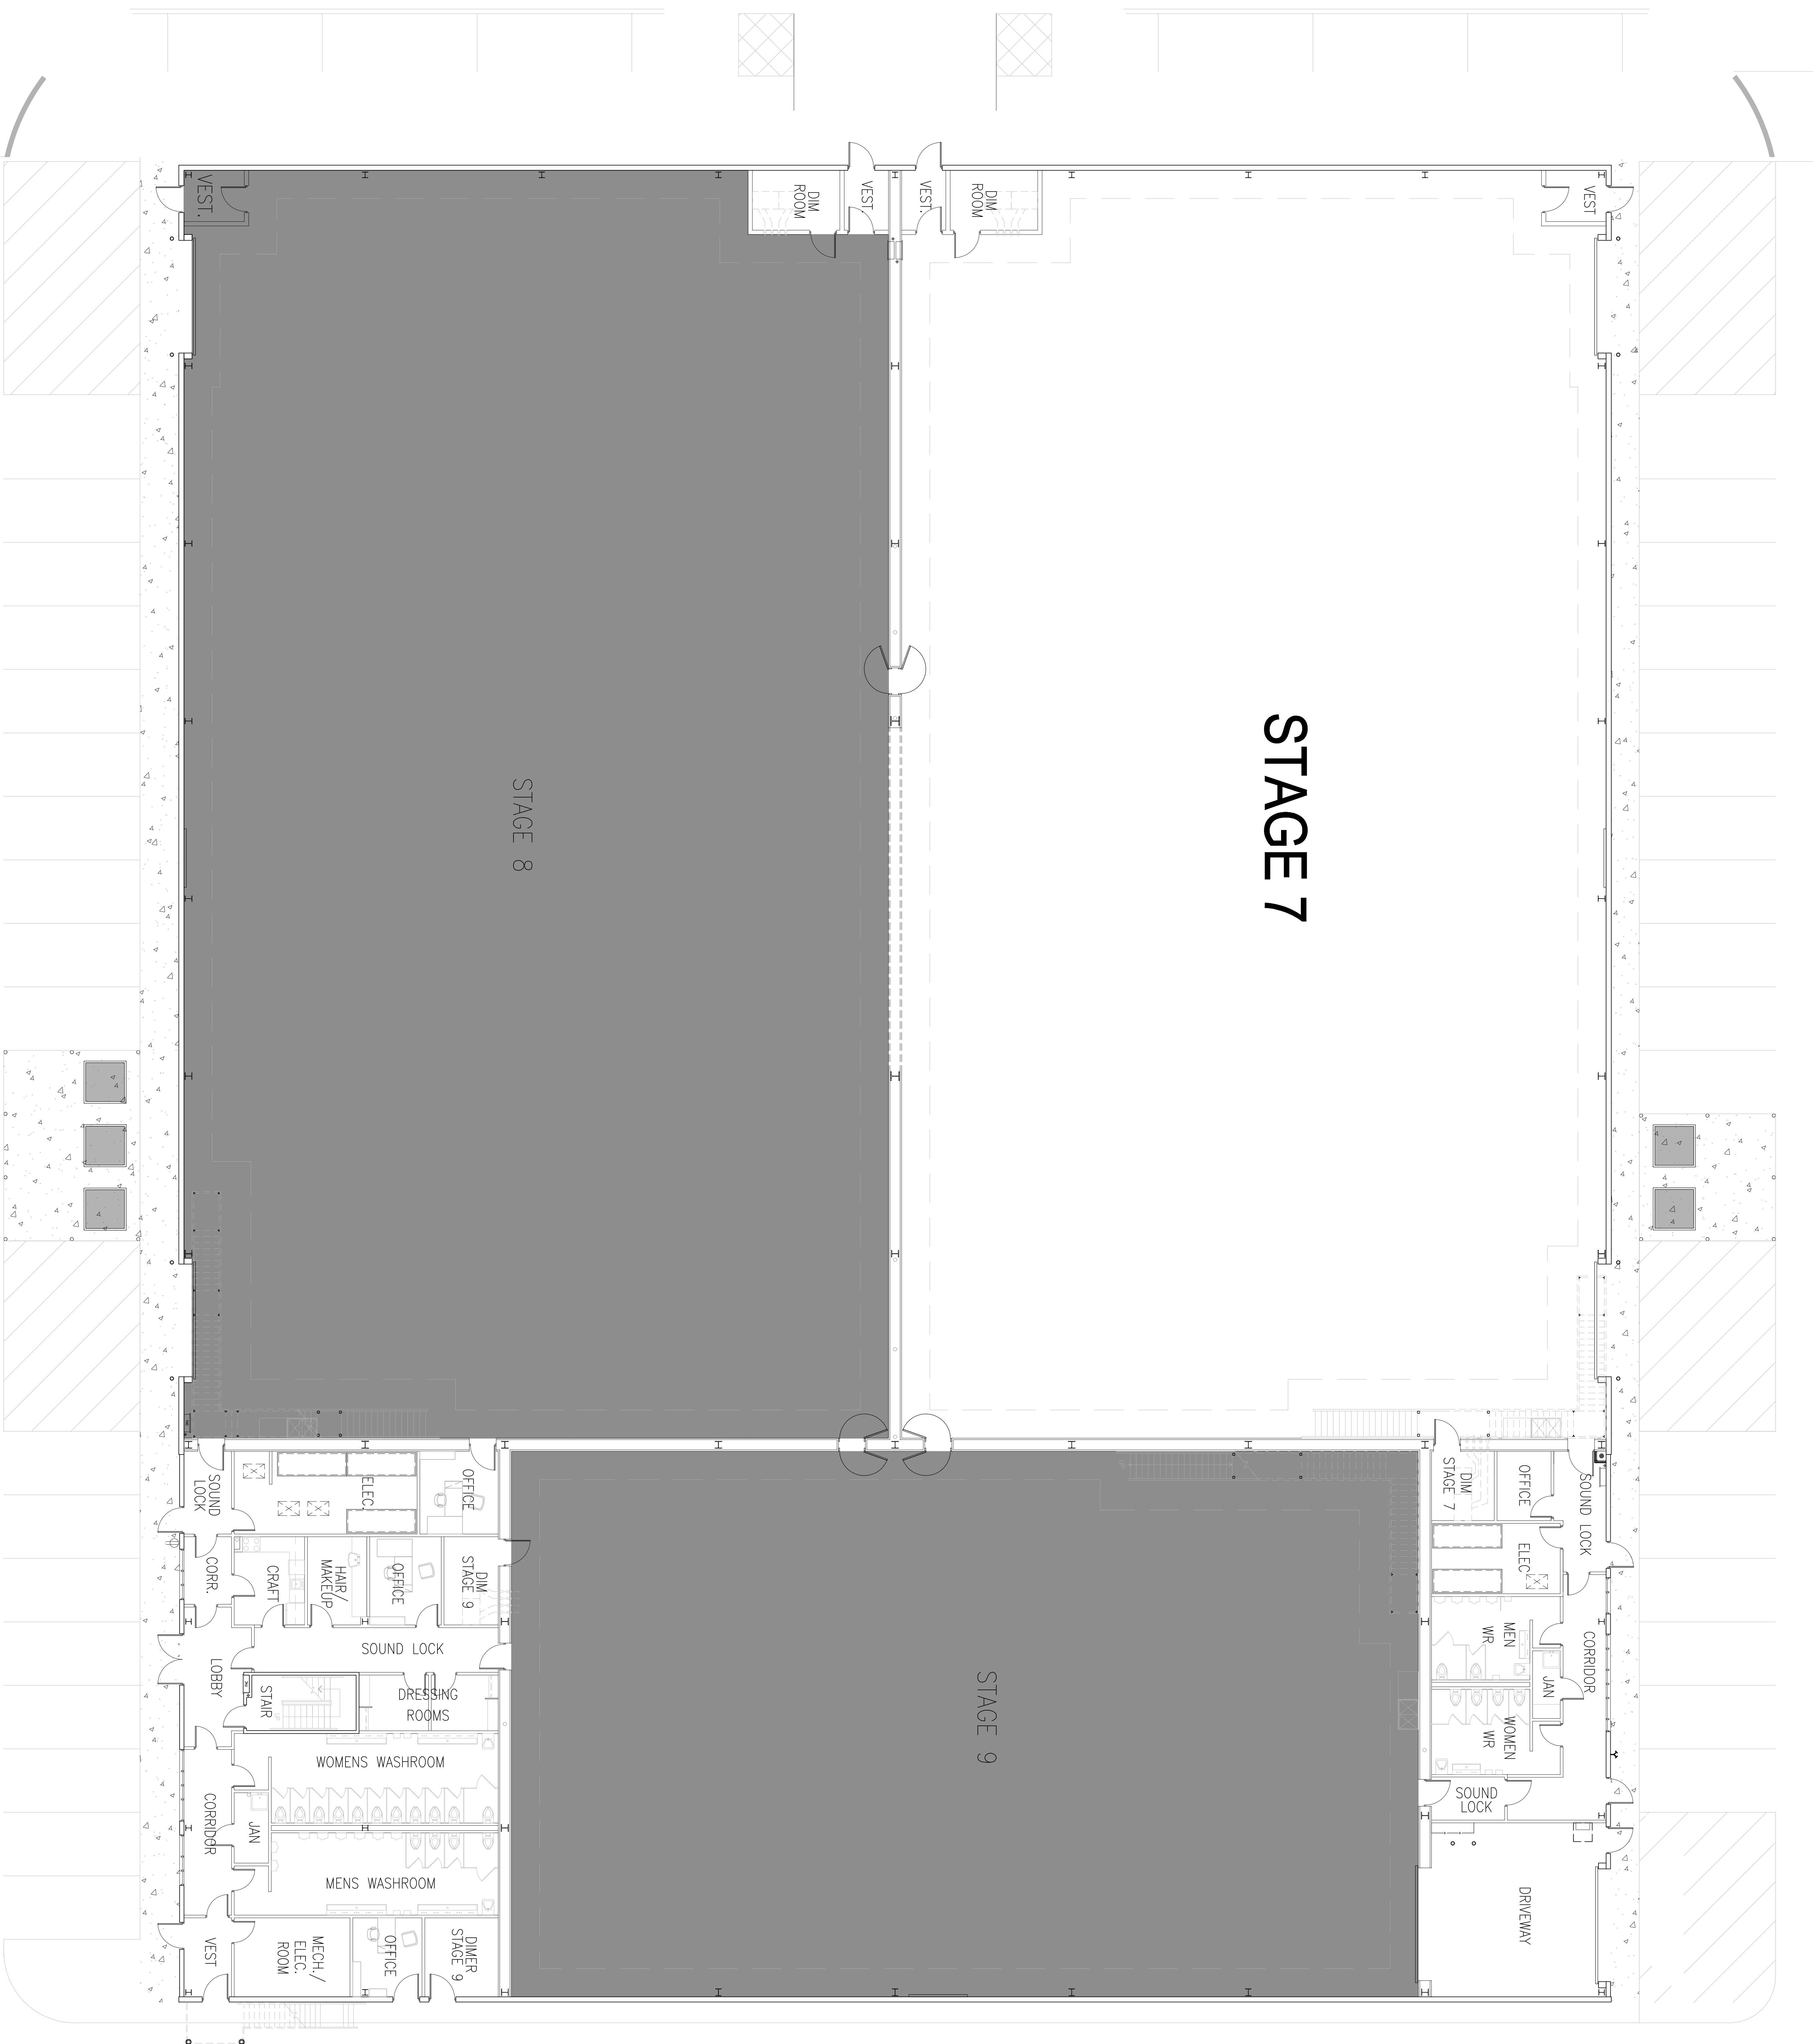 VEST.
DIM
ROOM
VEST.
VEST.
DIM
ROOM
VEST
STAGE 8
STAGE 7
SOUND
LOCK
ELEC.
OFFICE
DIM
STAGE 7
OFFICE
SOUND LOCK
CORR.
CRAFT
HAIR/
MAKEUP
OFFICE
DIM
STAGE 9
ELEC
SOUND LOCK
MEN
WR
CORRIDOR
LOBBY
STAIR
DRESSING
ROOMS
STAGE 9
JAN
WOMENS WASHROOM
WOMEN
WR
CORRIDOR
JAN
SOUND
LOCK
MENS WASHROOM
DRIVEWAY
VEST
MECH./
ELEC.
ROOM
OFFICE
DIMER
STAGE 9